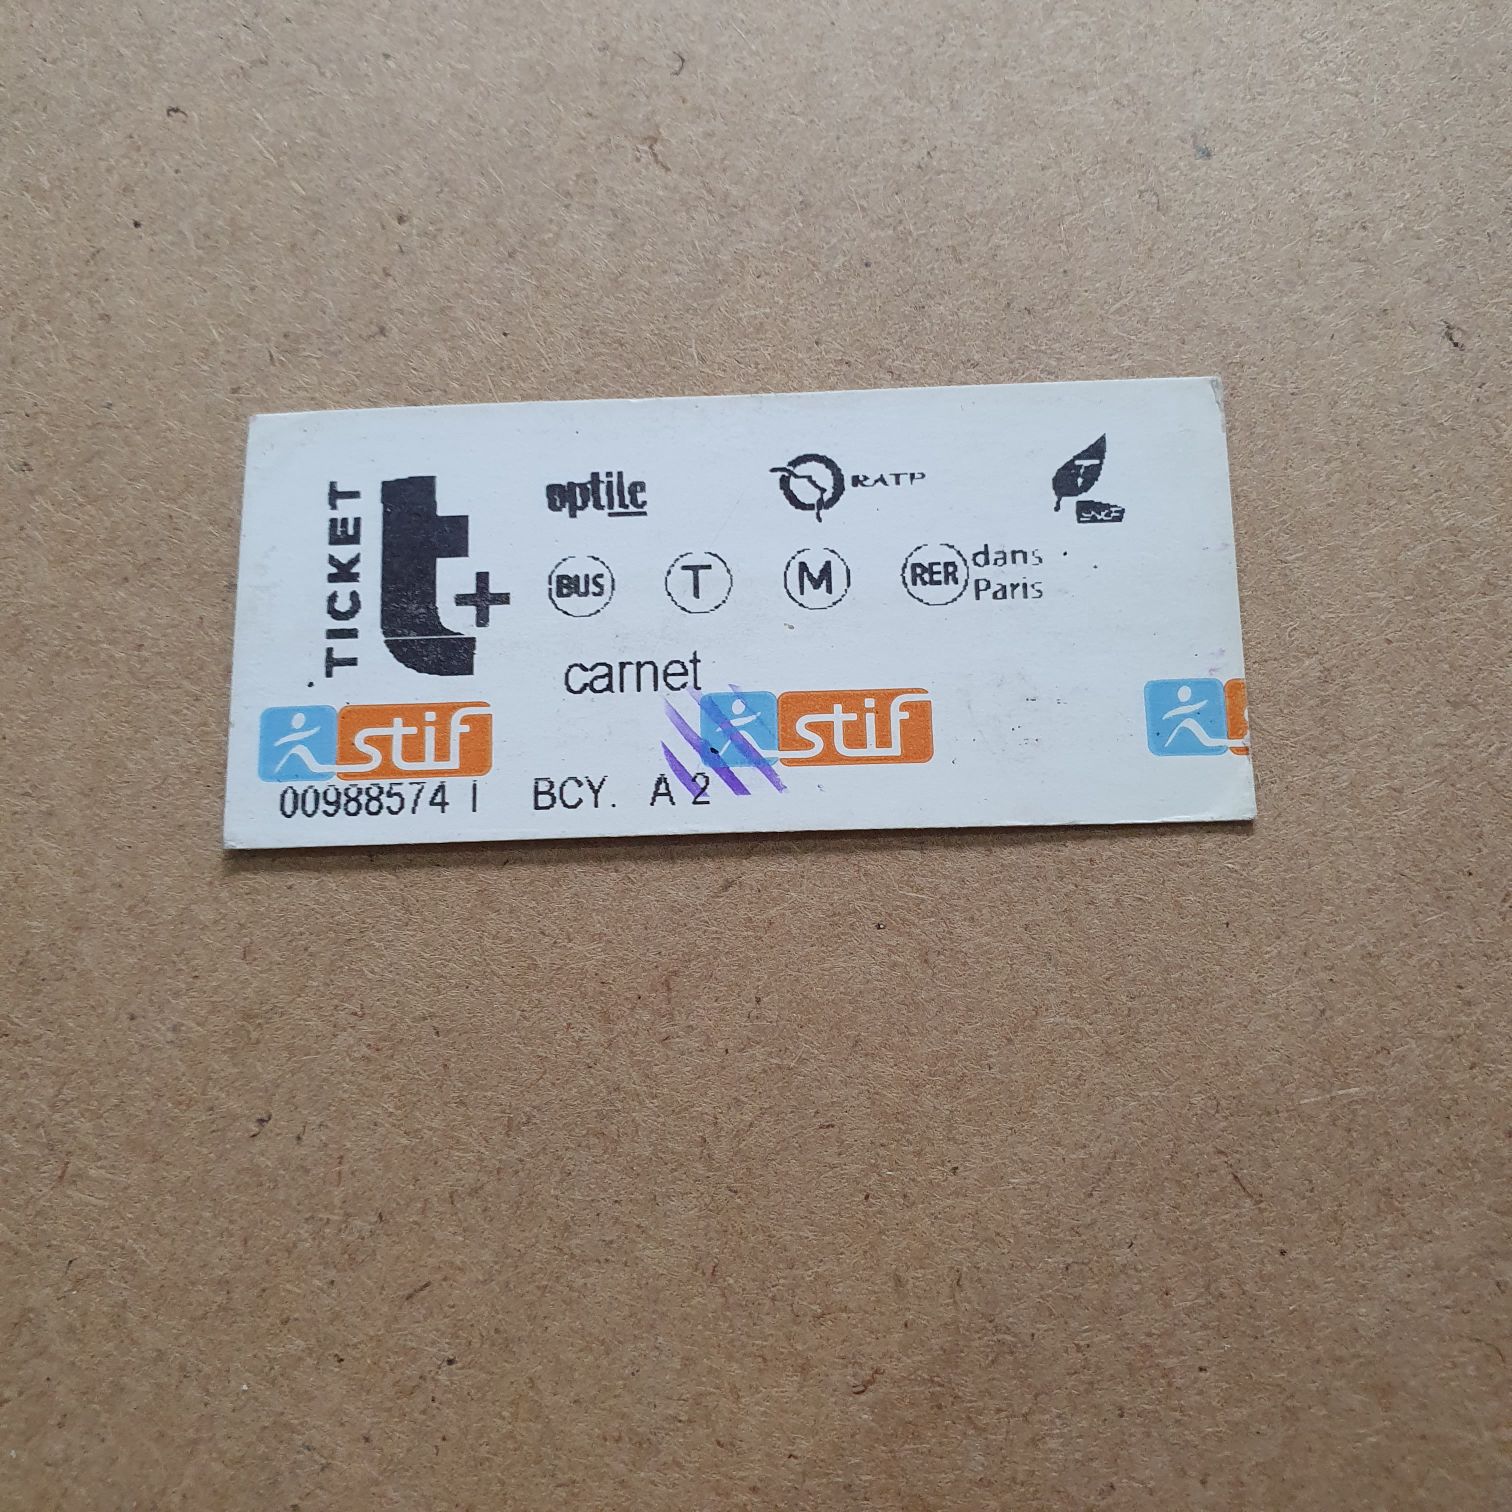 TICKET t+
optile RATP SNCF
BUS T M RER dans Paris
carnet
stif stif
00988574 I BCY. A 2